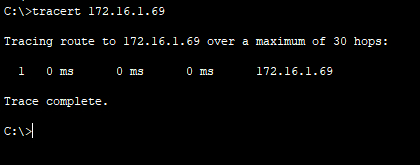 C:\>tracert 172.16.1.69
Tracing route to 172.16.1.69 over a maximum of 30 hops:
1 0 ms 0 ms 0 ms 172.16.1.69
Trace complete.
C:\>